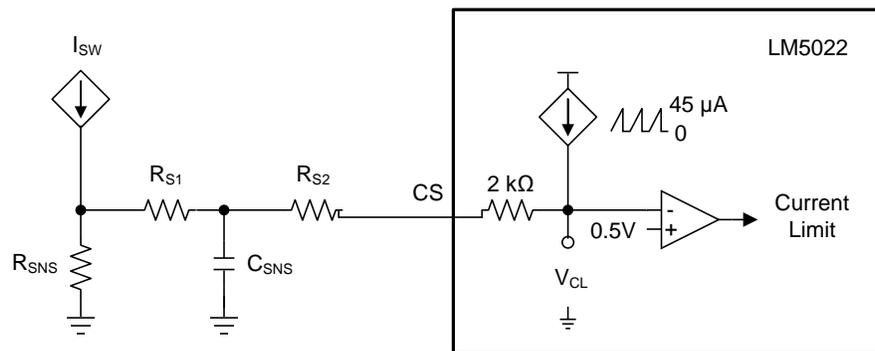 LM5022
I_SW
45 µA
0
R_S1
R_S2
CS
2 kΩ
-
+
0.5V
Current
Limit
R_SNS
C_SNS
V_CL